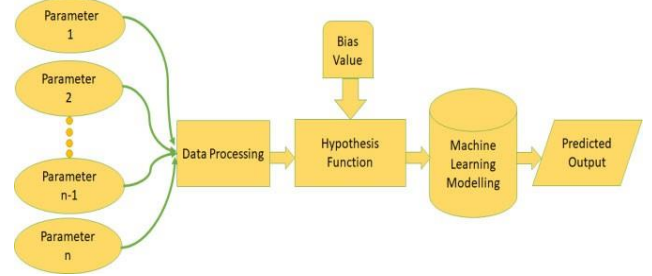 Parameter
1
Parameter
2
Parameter
n-1
Parameter
n
Data Processing
Bias
Value
Hypothesis
Function
Machine
Learning
Modelling
Predicted
Output